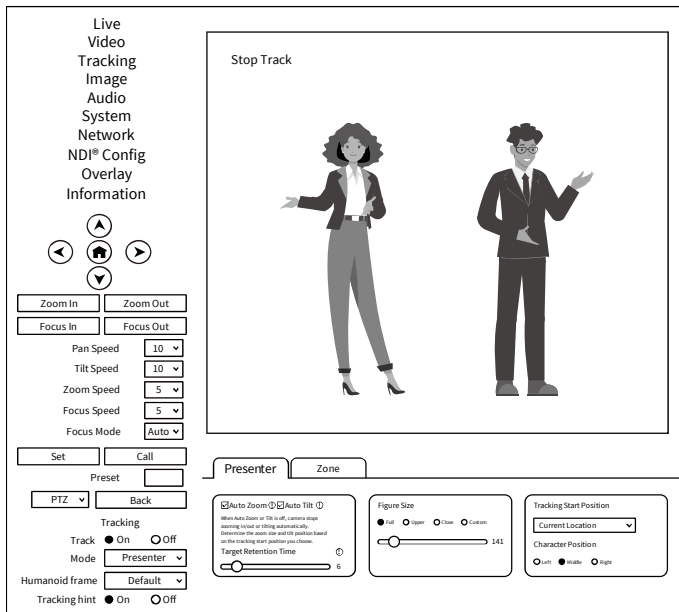 Live
Video
Tracking
Image
Audio
System
Network
NDI® Config
Overlay
Information
Zoom In Zoom Out
Focus In Focus Out
Pan Speed 10
Tilt Speed 10
Zoom Speed 5
Focus Speed 5
Focus Mode Auto
Set Call
Preset
PTZ Back
Tracking
Track On Off
Mode Presenter
Humanoid frame Default
Tracking hint On Off
Stop Track
Presenter Zone
Auto Zoom Auto Tilt
When Auto Zoom or Tilt is off, camera stops
zooming in/out or tilting automatically.
Determine the zoom size and tilt position based
on the tracking start position you choose.
Target Retention Time
6
Figure Size
Full Upper Close Custom
141
Tracking Start Position
Current Location
Character Position
Left Middle Right